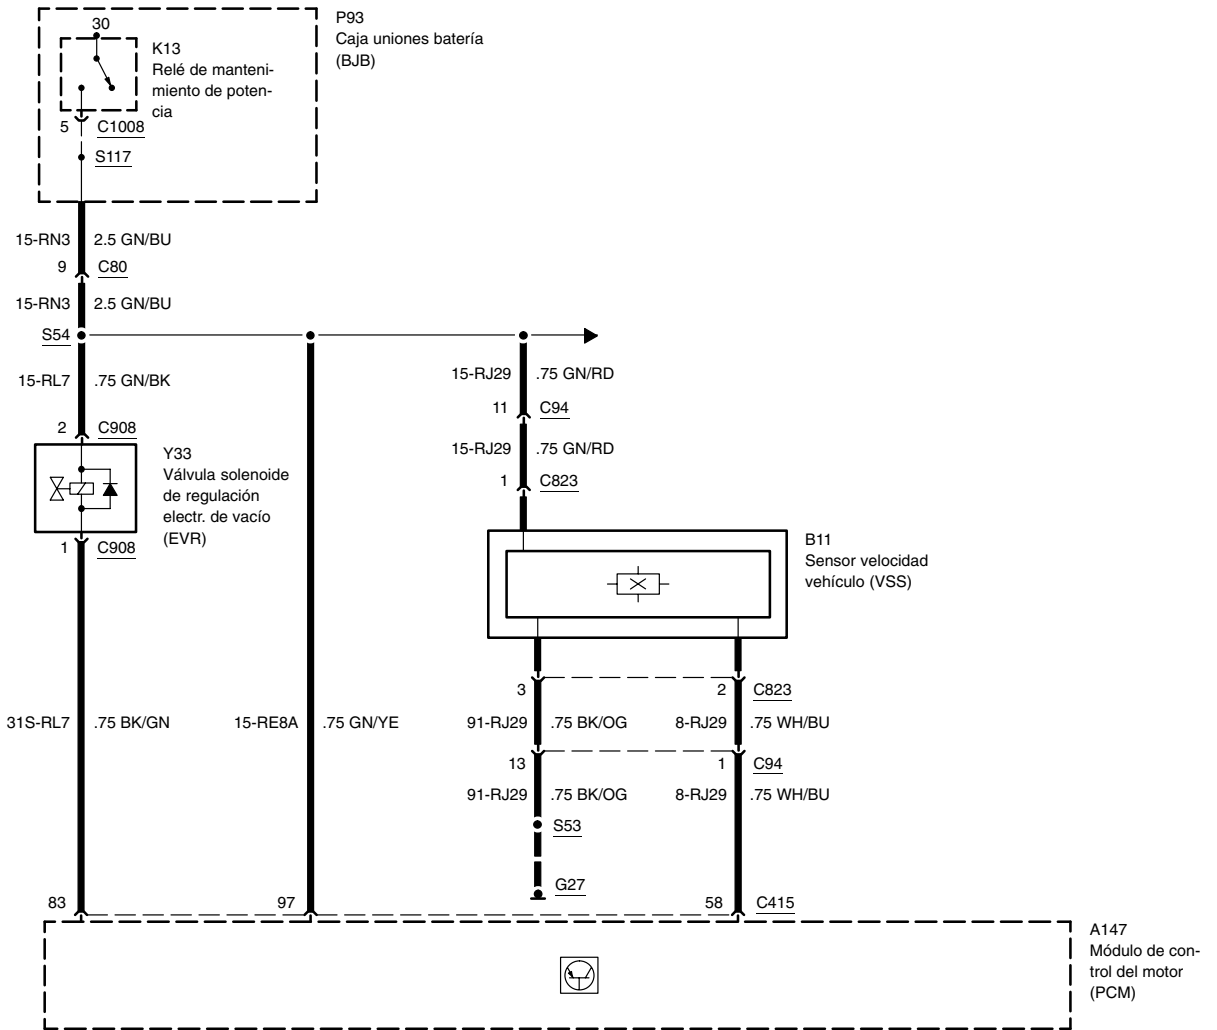 30
P93
Caja uniones batería
(BJB)
K13
Relé de manteni-
miento de poten-
cia
5 C1008
S117
15-RN3 2.5 GN/BU
9 C80
15-RN3 2.5 GN/BU
S54
15-RL7 .75 GN/BK
15-RJ29 .75 GN/RD
11 C94
2 C908
15-RJ29 .75 GN/RD
1 C823
Y33
Válvula solenoide
de regulación
electr. de vacío
(EVR)
1 C908
B11
Sensor velocidad
vehículo (VSS)
3 2 C823
31S-RL7 .75 BK/GN 15-RE8A .75 GN/YE 91-RJ29 .75 BK/OG 8-RJ29 .75 WH/BU
13 1 C94
91-RJ29 .75 BK/OG 8-RJ29 .75 WH/BU
S53
G27
83 97 58 C415
A147
Módulo de con-
trol del motor
(PCM)